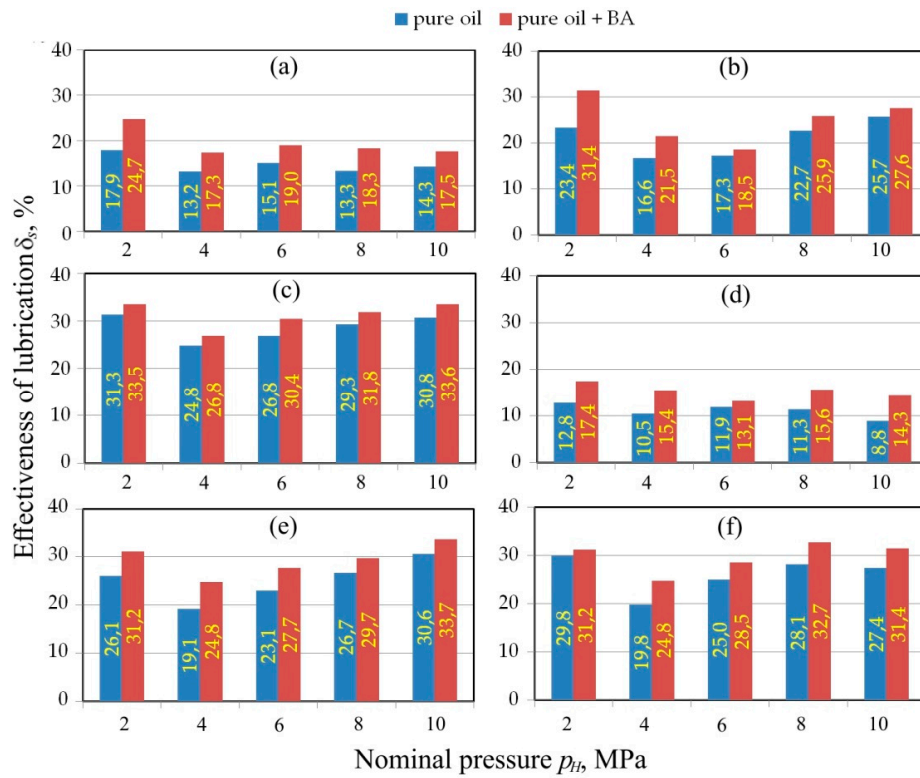 pure oil pure oil + BA
Effectiveness of lubrication δs, %
(a)
40
30
20
10
0
17,9 24,7 13,2 17,3 15,1 19,0 13,3 18,3 14,3 17,5
2 4 6 8 10
(b)
40
30
20
10
0
23,4 31,4 16,6 21,5 17,3 18,5 22,7 25,9 25,7 27,6
2 4 6 8 10
(c)
40
30
20
10
0
31,3 33,5 24,8 26,8 26,8 30,4 29,3 31,8 30,8 33,6
2 4 6 8 10
(d)
40
30
20
10
0
12,8 17,4 10,5 15,4 11,9 13,1 11,3 15,6 8,8 14,3
2 4 6 8 10
(e)
40
30
20
10
0
26,1 31,2 19,1 24,8 23,1 27,7 26,7 29,7 30,6 33,7
2 4 6 8 10
(f)
40
30
20
10
0
29,8 31,2 19,8 24,8 25,0 28,5 28,1 32,7 27,4 31,4
2 4 6 8 10
Nominal pressure pH, MPa